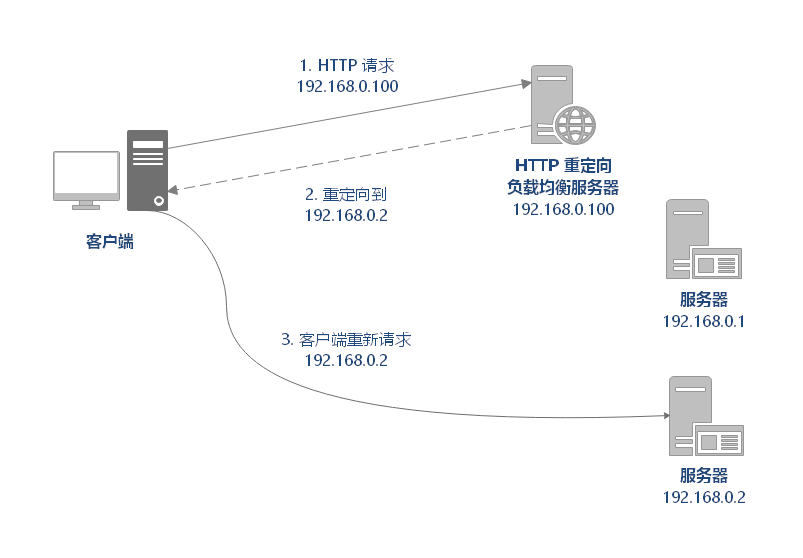 1. HTTP 请求
192.168.0.100
HTTP 重定向
负载均衡服务器
192.168.0.100
2. 重定向到
192.168.0.2
客户端
服务器
192.168.0.1
3. 客户端重新请求
192.168.0.2
服务器
192.168.0.2